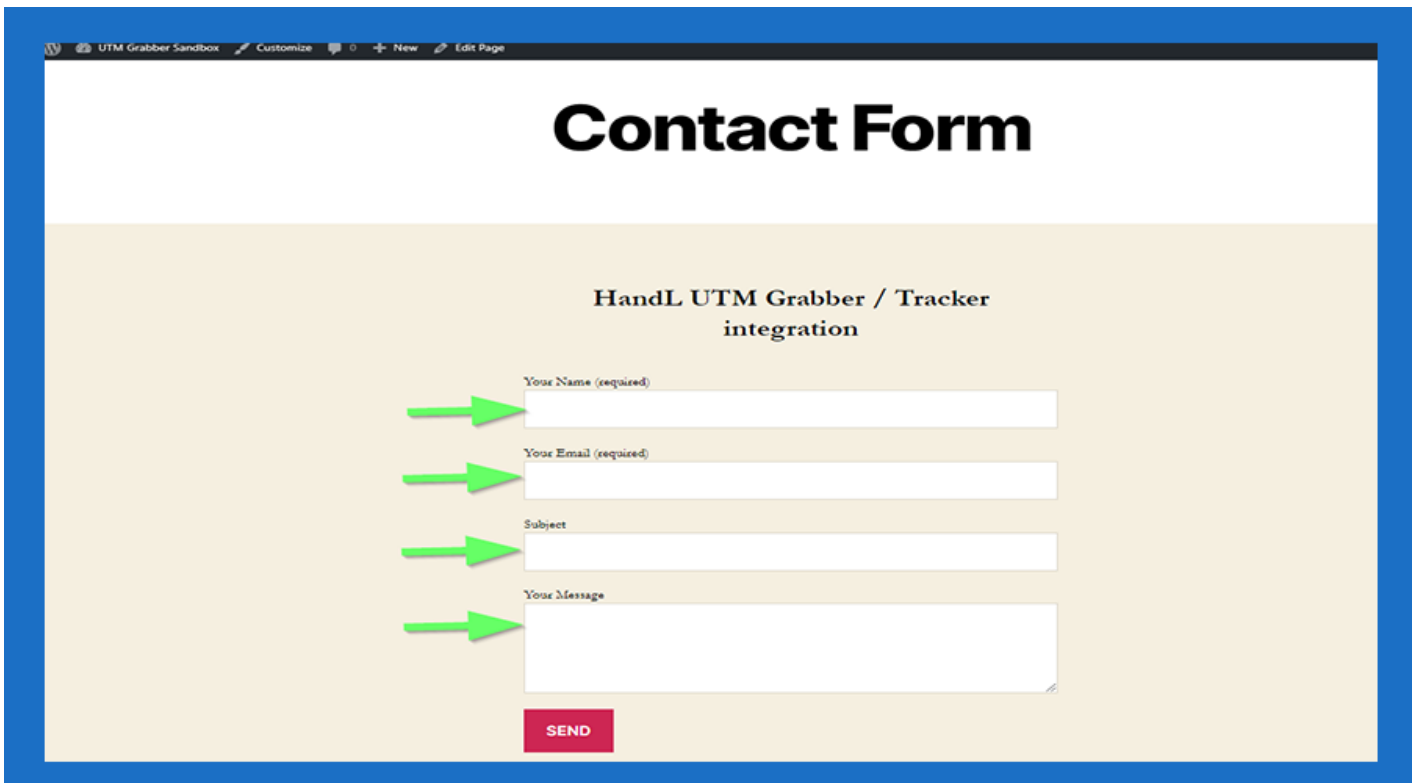 UTM Grabber Sandbox Customize 0 New Edit Page
Contact Form
HandL UTM Grabber / Tracker
integration
Your Name (required)
Your Email (required)
Subject
Your Message
SEND